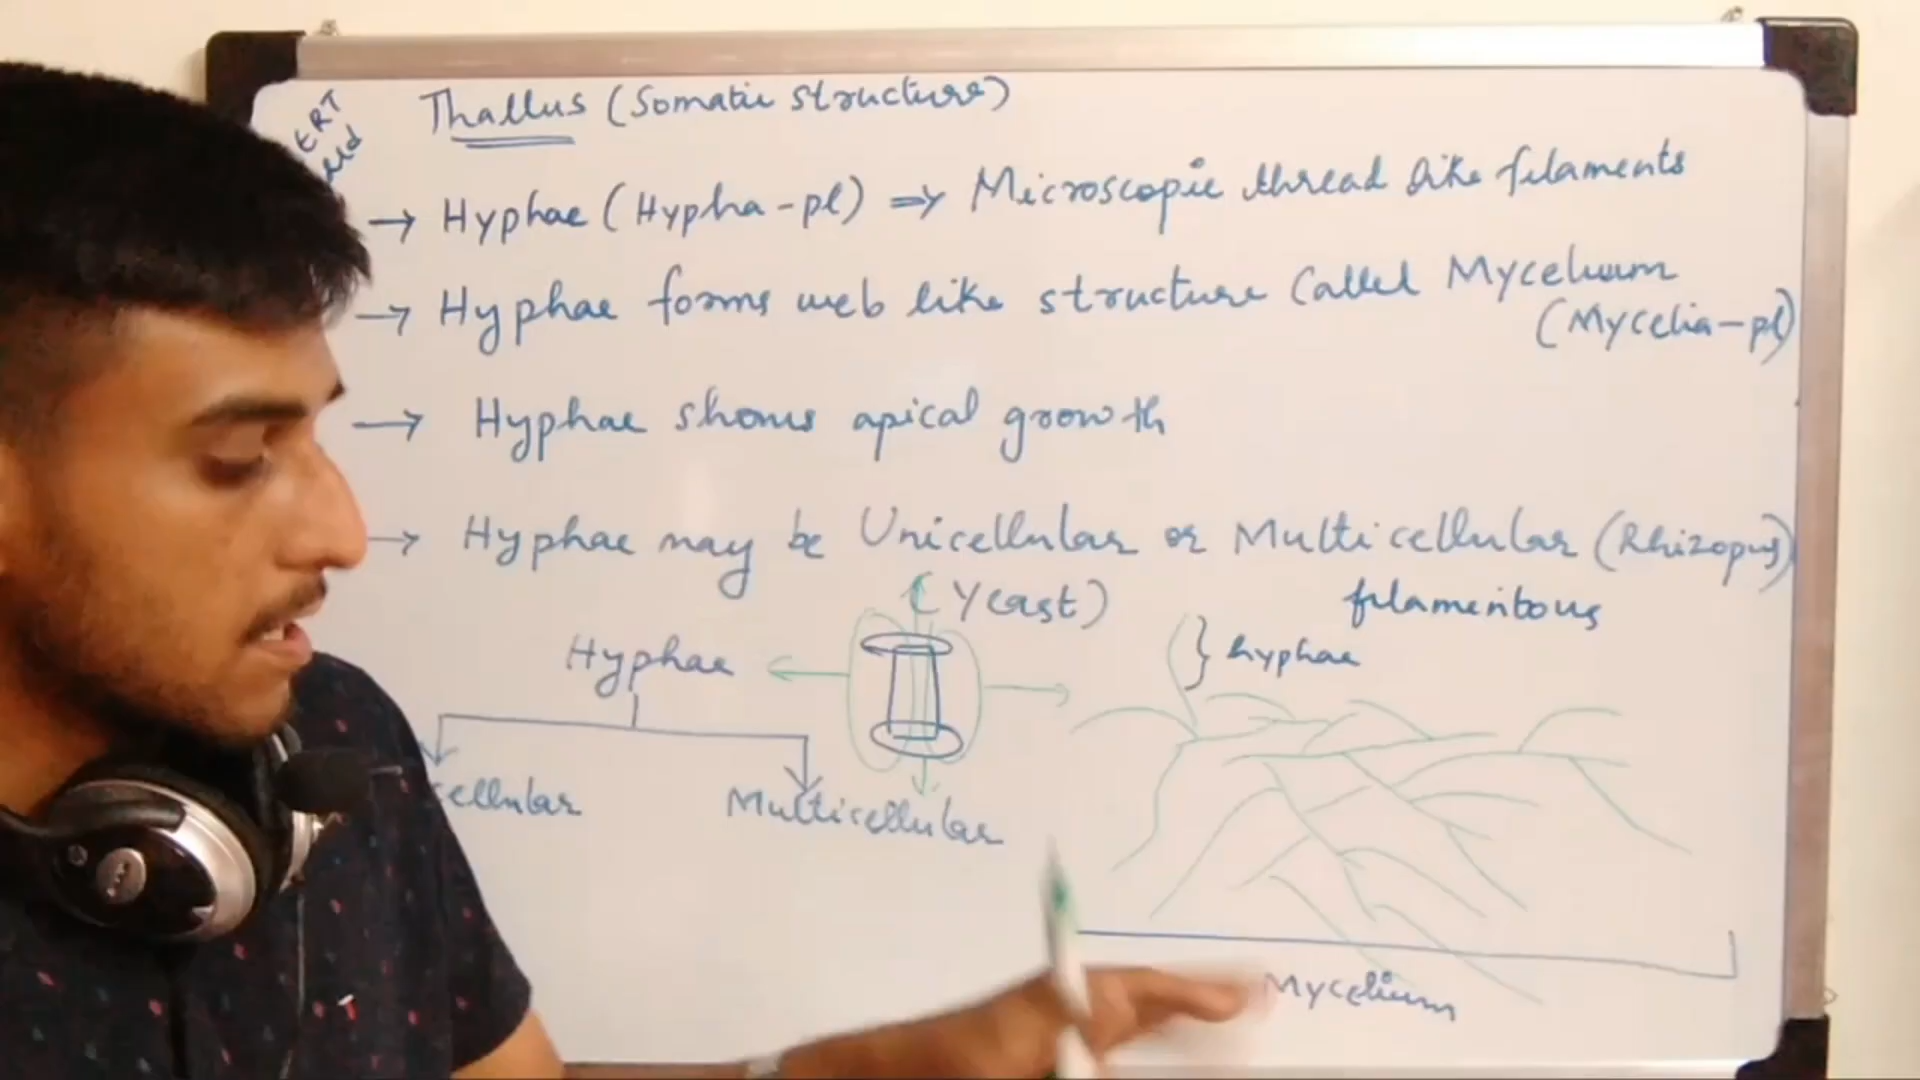 Thallus (Somatic structure)
ERT
→ Hyphae (Hypha-pl) ⇒ Microscopic thread like filaments
→ Hyphae forms web like structure Called Mycelium
(Mycelia-pl)
→ Hyphae shows apical growth
→ Hyphae may be Unicellular or Multicellular (Rhizopus)
(Yeast)
filamentous
Hyphae
} hyphae
cellular
Multicellular
Mycelium